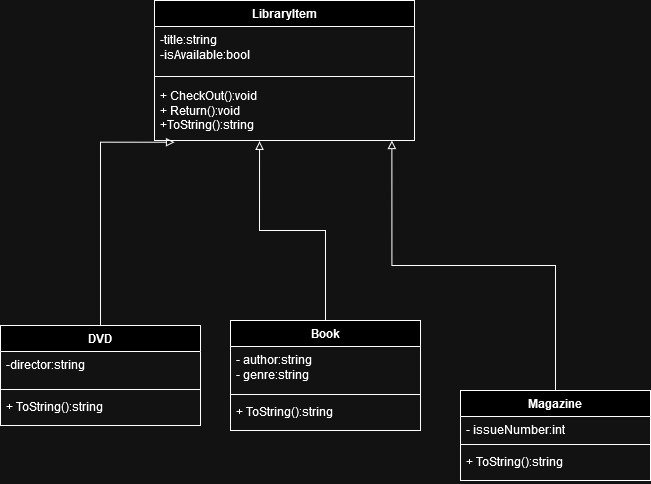 LibraryItem
-title:string
-isAvailable:bool
+ CheckOut():void
+ Return():void
+ToString():string
DVD
-director:string
+ ToString():string
Book
- author:string
- genre:string
+ ToString():string
Magazine
- issueNumber:int
+ ToString():string